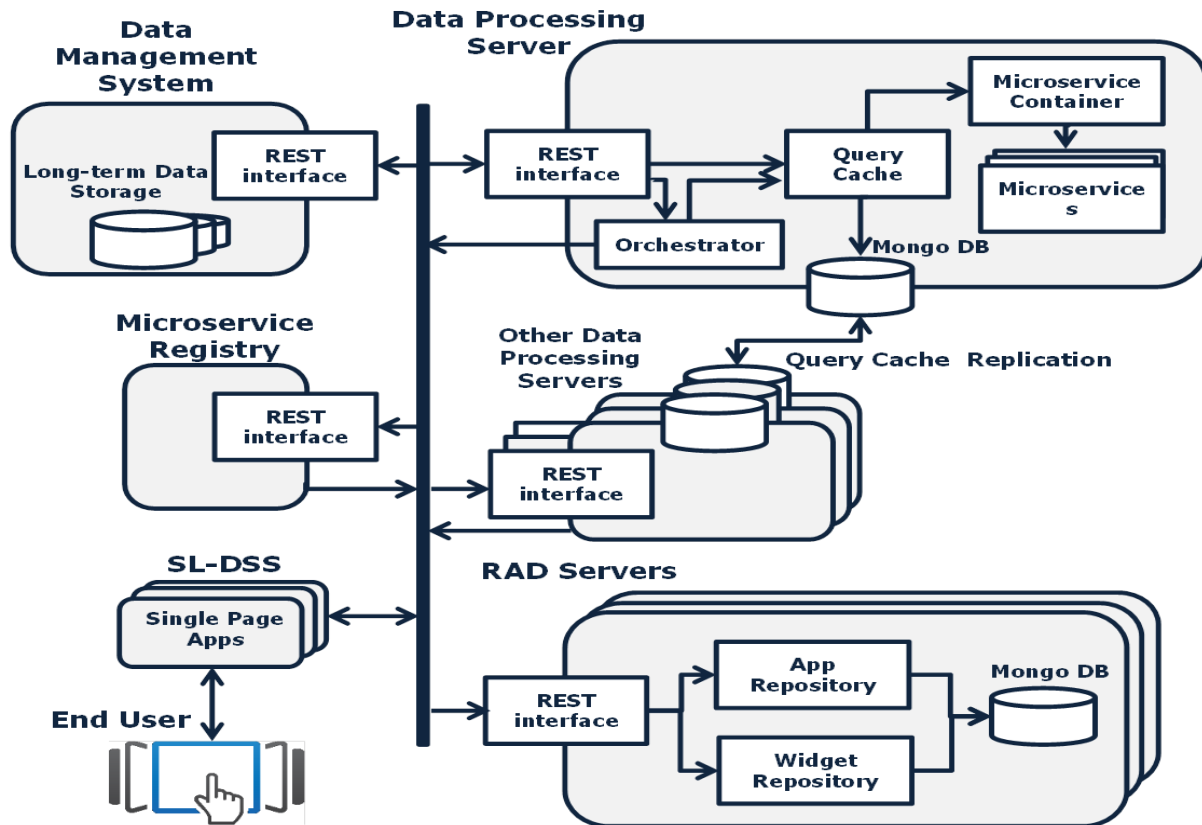 Data
Management
System
REST
interface
Long-term Data
Storage
Data Processing
Server
REST
interface
Orchestrator
Query
Cache
Microservice
Container
Microservice
s
Mongo DB
Query Cache Replication
Microservice
Registry
REST
interface
Other Data
Processing
Servers
REST
interface
SL-DSS
Single Page
Apps
End User
RAD Servers
REST
interface
App
Repository
Widget
Repository
Mongo DB